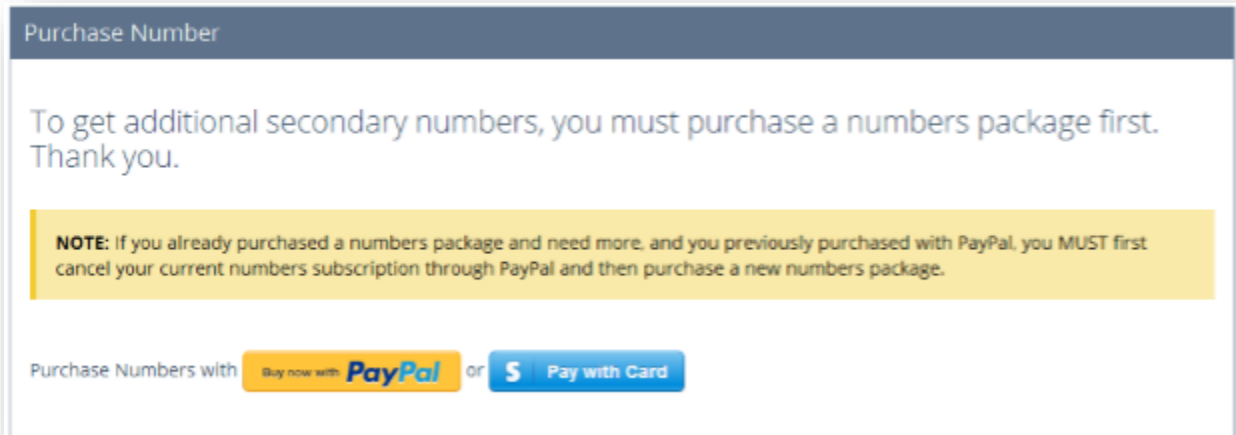 Purchase Number
To get additional secondary numbers, you must purchase a numbers package first.
Thank you.
NOTE: If you already purchased a numbers package and need more, and you previously purchased with PayPal, you MUST first
cancel your current numbers subscription through PayPal and then purchase a new numbers package.
Purchase Numbers with Buy now with PayPal or S Pay with Card